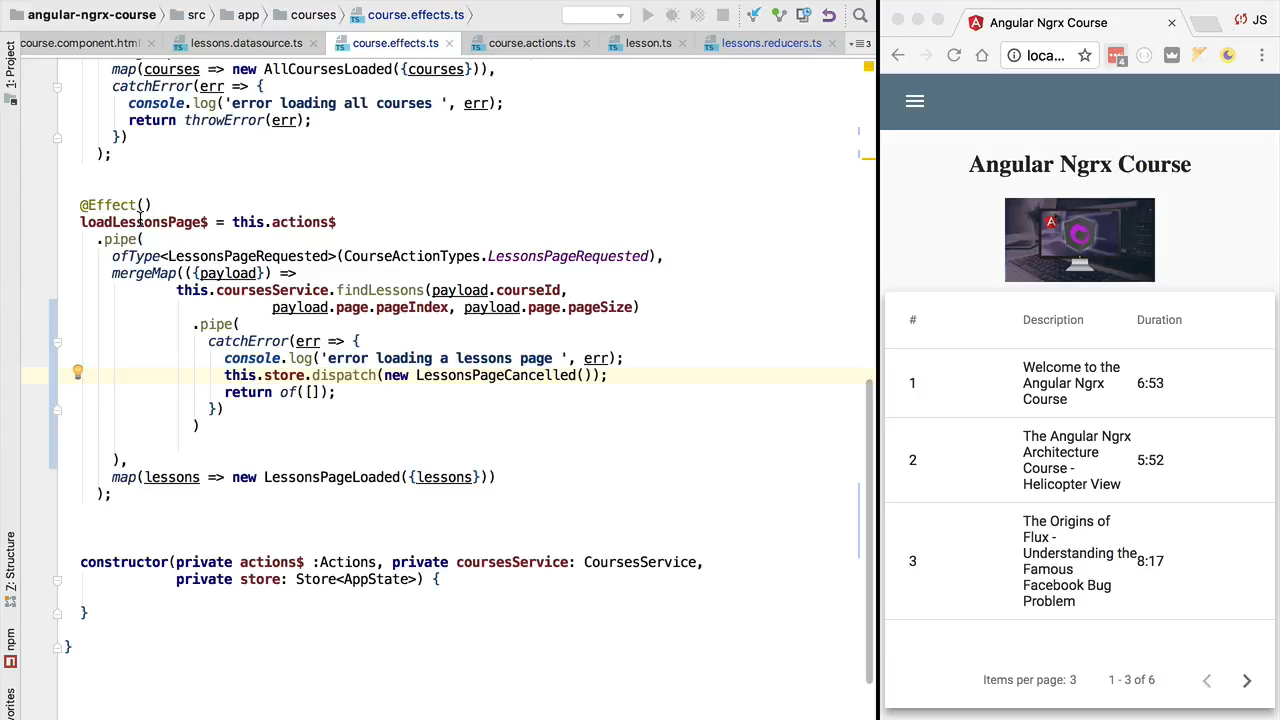 angular-ngrx-course
src
app
courses
course.effects.ts
course.component.html
lessons.datasource.ts
course.effects.ts
course.actions.ts
lesson.ts
lessons.reducers.ts
3
1: Project
7: Structure
npm
vorites
map(courses => new AllCoursesLoaded({courses})),
catchError(err => {
console.log('error loading all courses ', err);
return throwError(err);
})
);
@Effect()
loadLessonsPage$ = this.actions$
.pipe(
ofType<LessonsPageRequested>(CourseActionTypes.LessonsPageRequested),
mergeMap(({payload}) =>
this.coursesService.findLessons(payload.courseId,
payload.page.pageIndex, payload.page.pageSize)
.pipe(
catchError(err => {
console.log('error loading a lessons page ', err);
this.store.dispatch(new LessonsPageCancelled());
return of([]);
})
)
),
map(lessons => new LessonsPageLoaded({lessons}))
);
constructor(private actions$ :Actions, private coursesService: CoursesService,
private store: Store<AppState>) {
}
}
Angular Ngrx Course
JS
loca...
4
Angular Ngrx Course
# Description Duration
1 Welcome to the Angular Ngrx Course 6:53
2 The Angular Ngrx Architecture Course - Helicopter View 5:52
3 The Origins of Flux - Understanding the Famous Facebook Bug Problem 8:17
Items per page: 3 1 - 3 of 6